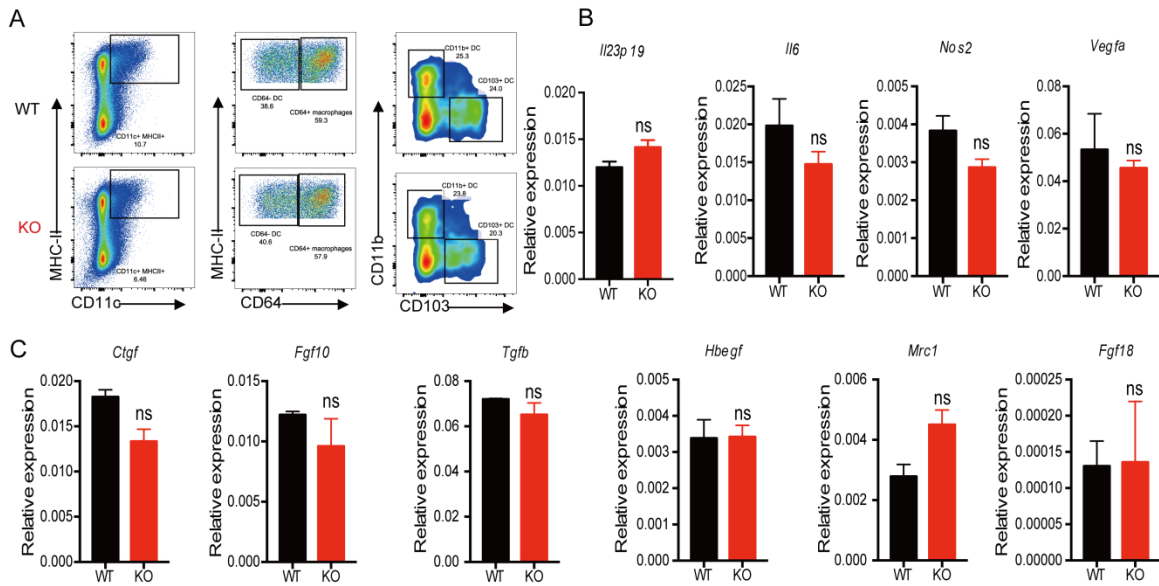 A
WT
KO
MHC-II
MHC-II
CD11b
CD11c+ MHCII+
10.7
CD64- DC
38.6
CD64+ macrophages
59.3
CD11b+ DC
25.3
CD103+ DC
24.0
CD11c+ MHCII+
6.46
CD64- DC
40.6
CD64+ macrophages
57.9
CD11b+ DC
23.8
CD103+ DC
20.3
CD11c
CD64
CD103
B
Il23p19
Relative expression
0.020
0.015
0.010
0.005
0.000
ns
WT KO
Il6
Relative expression
0.025
0.020
0.015
0.010
0.005
0.000
ns
WT KO
Nos2
Relative expression
0.005
0.004
0.003
0.002
0.001
0.000
ns
WT KO
Vegfa
Relative expression
0.08
0.06
0.04
0.02
0.00
ns
WT KO
C
Ctgf
Relative expression
0.020
0.015
0.010
0.005
0.000
ns
WT KO
Fgf10
Relative expression
0.015
0.010
0.005
0.000
ns
WT KO
Tgfb
Relative expression
0.08
0.06
0.04
0.02
0.00
ns
WT KO
Hbegf
Relative expression
0.005
0.004
0.003
0.002
0.001
0.000
ns
WT KO
Mrc1
Relative expression
0.006
0.004
0.002
0.000
ns
WT KO
Fgf18
Relative expression
0.00025
0.00020
0.00015
0.00010
0.00005
0.00000
ns
WT KO